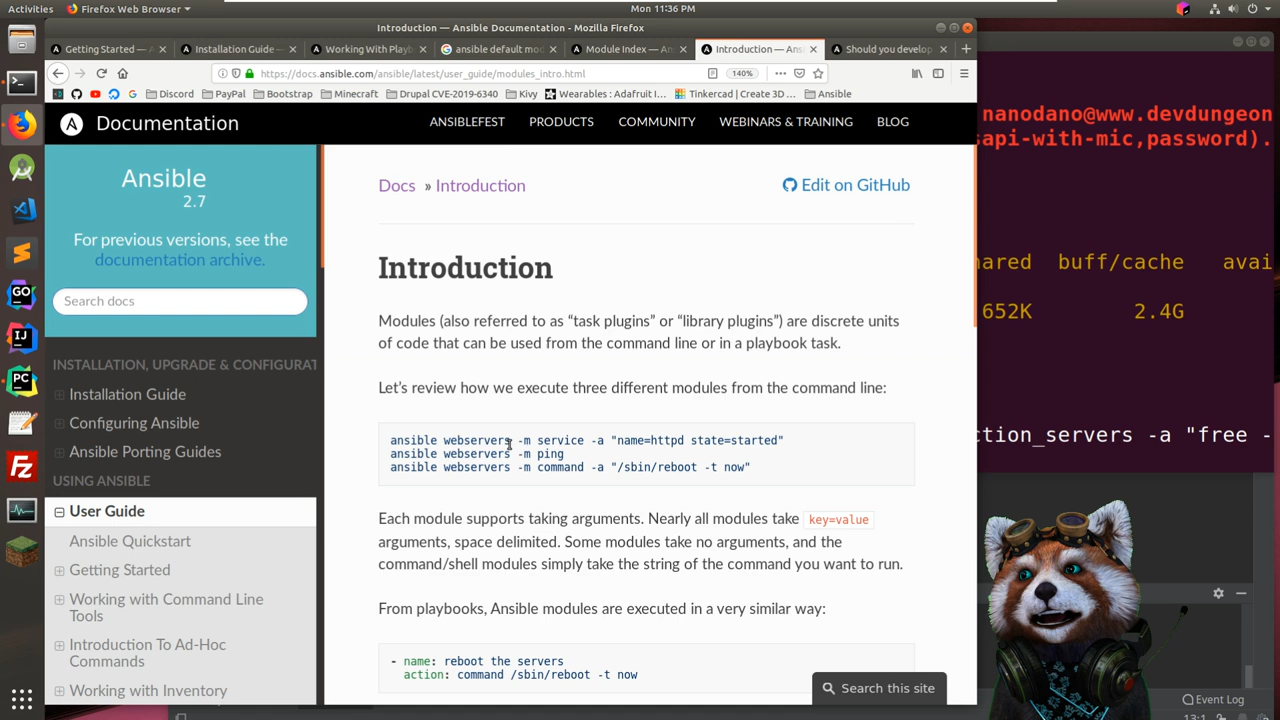 Activities
Firefox Web Browser
Mon 11:36 PM
Introduction — Ansible Documentation - Mozilla Firefox
Getting Started — A
Installation Guide —
Working With Playb
ansible default mod
Module Index — An
Introduction — Ans
Should you develop
https://docs.ansible.com/ansible/latest/user_guide/modules_intro.html
140%
Discord
PayPal
Bootstrap
Minecraft
Drupal CVE-2019-6340
Kivy
Wearables : Adafruit I…
Tinkercad | Create 3D …
Ansible
Documentation
ANSIBLEFEST
PRODUCTS
COMMUNITY
WEBINARS & TRAINING
BLOG
Ansible
2.7
For previous versions, see the
documentation archive.
Search docs
INSTALLATION, UPGRADE & CONFIGURAT
Installation Guide
Configuring Ansible
Ansible Porting Guides
USING ANSIBLE
User Guide
Ansible Quickstart
Getting Started
Working with Command Line
Tools
Introduction To Ad-Hoc
Commands
Working with Inventory
Docs » Introduction
Edit on GitHub
Introduction
Modules (also referred to as “task plugins” or “library plugins”) are discrete units
of code that can be used from the command line or in a playbook task.
Let’s review how we execute three different modules from the command line:
ansible webservers -m service -a "name=httpd state=started"
ansible webservers -m ping
ansible webservers -m command -a "/sbin/reboot -t now"
Each module supports taking arguments. Nearly all modules take key=value
arguments, space delimited. Some modules take no arguments, and the
command/shell modules simply take the string of the command you want to run.
From playbooks, Ansible modules are executed in a very similar way:
- name: reboot the servers
action: command /sbin/reboot -t now
Search this site
nanodano@www.devdungeon
sapi-with-mic,password).
ared buff/cache avai
652K 2.4G
tion_servers -a "free -
Event Log